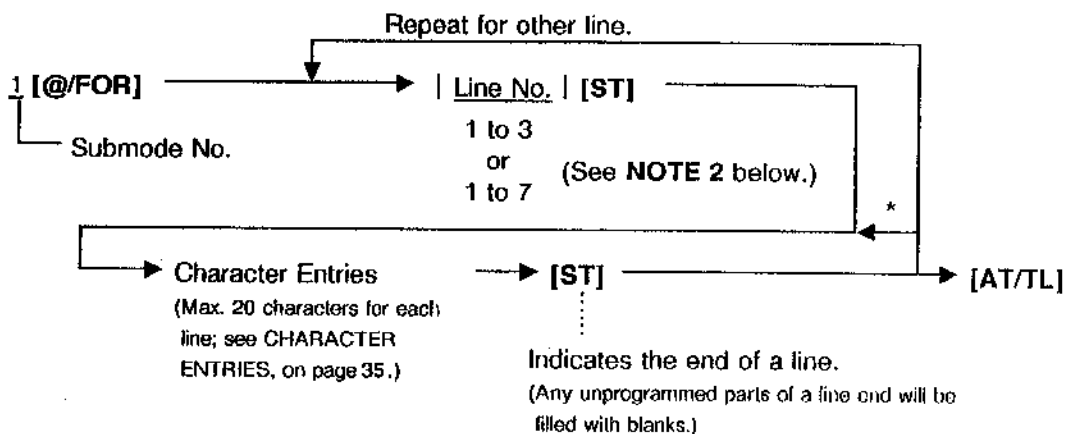 Repeat for other line.
1 [@/FOR]
| Line No. | [ST]
Submode No.
1 to 3
or
1 to 7
(See NOTE 2 below.)
*
Character Entries
(Max. 20 characters for each
line; see CHARACTER
ENTRIES, on page 35.)
[ST]
[AT/TL]
Indicates the end of a line.
(Any unprogrammed parts of a line end will be
filled with blanks.)